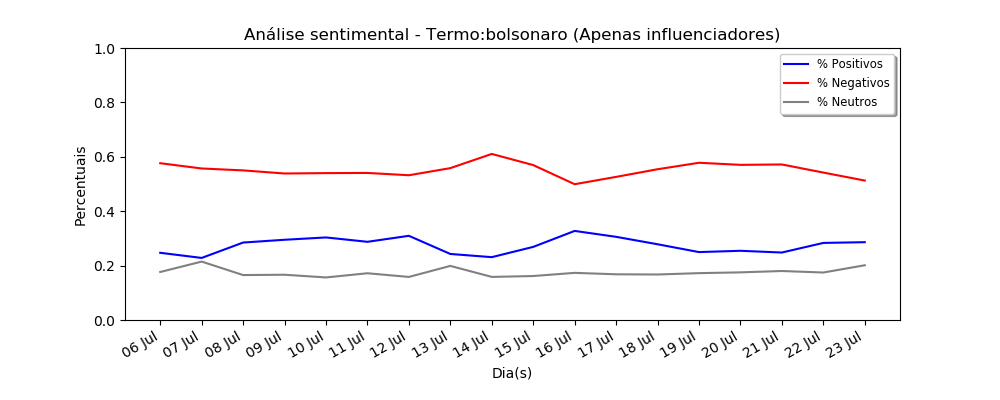 Análise sentimental - Termo:bolsonaro (Apenas influenciadores)
1.0
0.8
0.6
0.4
0.2
0.0
Percentuais
% Positivos
% Negativos
% Neutros
06 Jul
07 Jul
08 Jul
09 Jul
10 Jul
11 Jul
12 Jul
13 Jul
14 Jul
15 Jul
16 Jul
17 Jul
18 Jul
19 Jul
20 Jul
21 Jul
22 Jul
23 Jul
Dia(s)